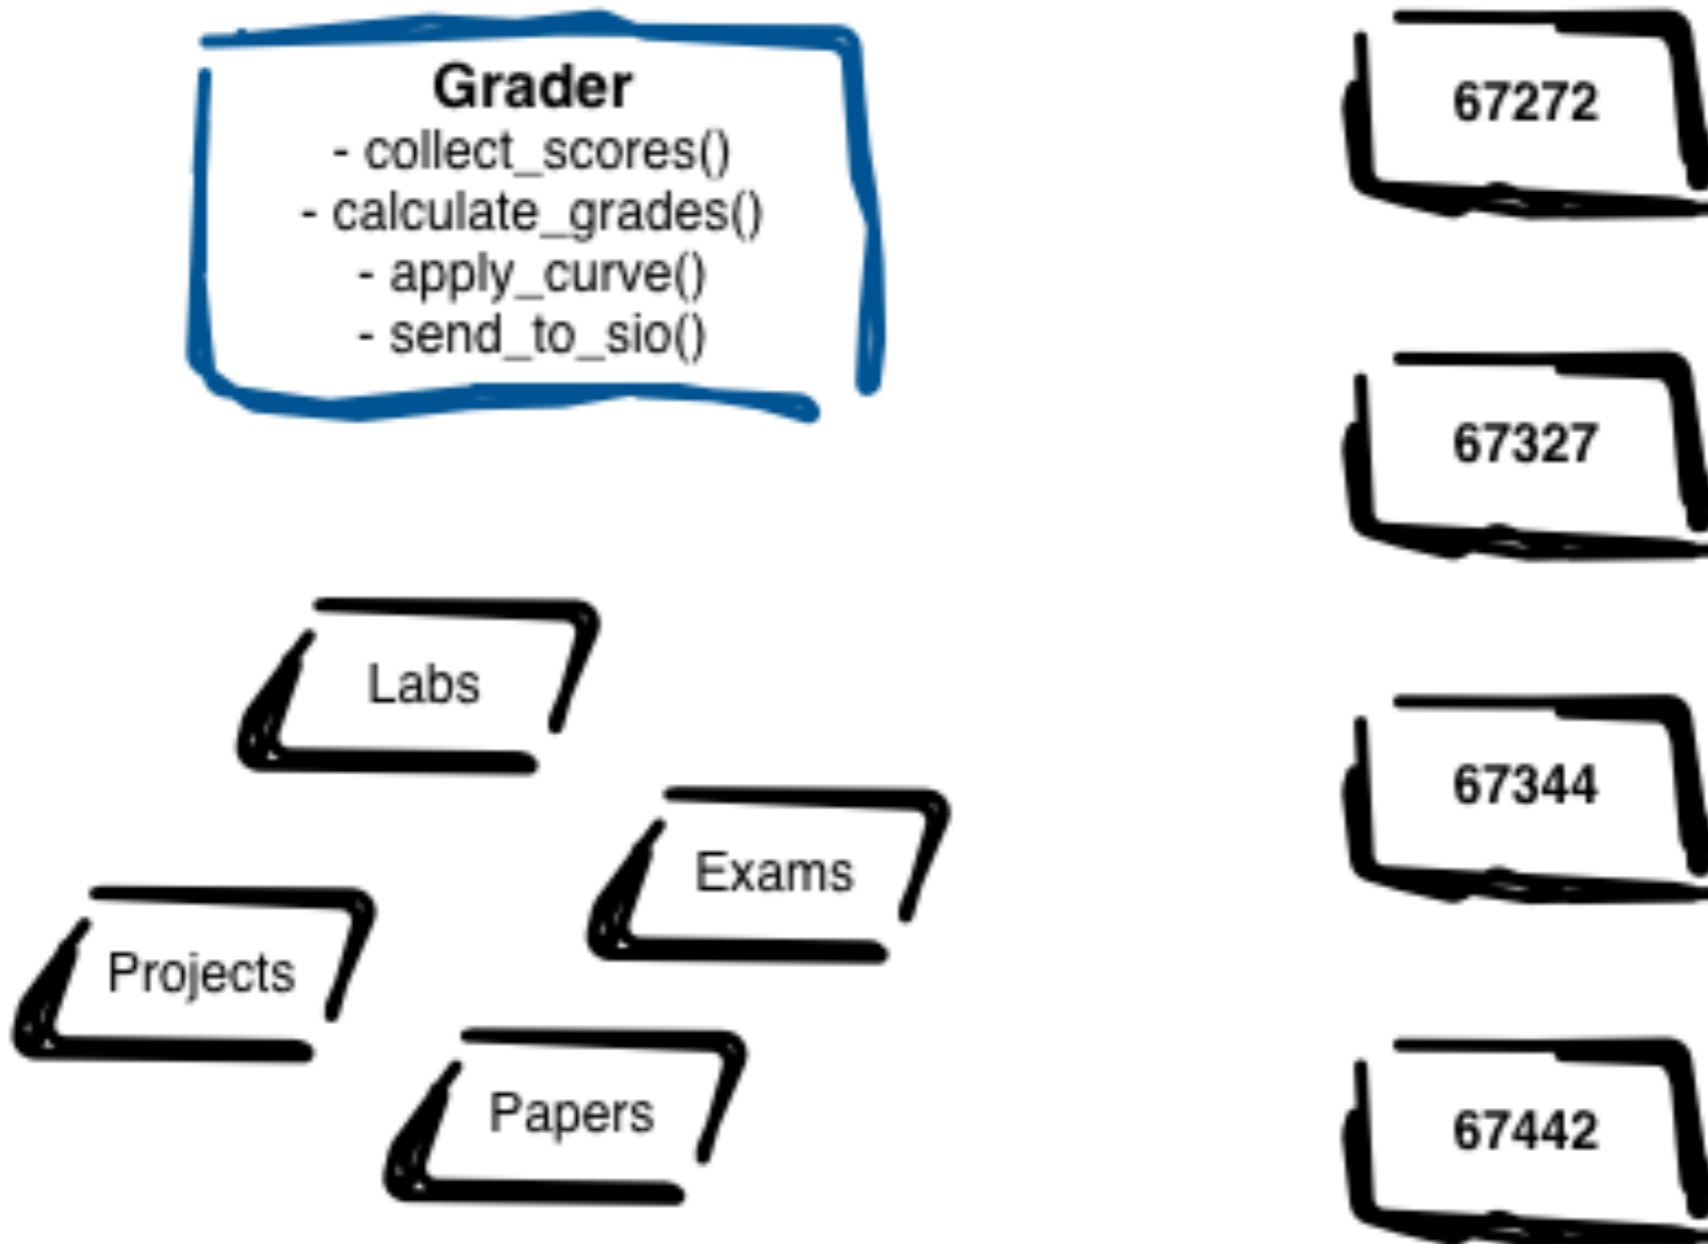 Grader
- collect_scores()
- calculate_grades()
- apply_curve()
- send_to_sio()
Labs
Exams
Projects
Papers
67272
67327
67344
67442